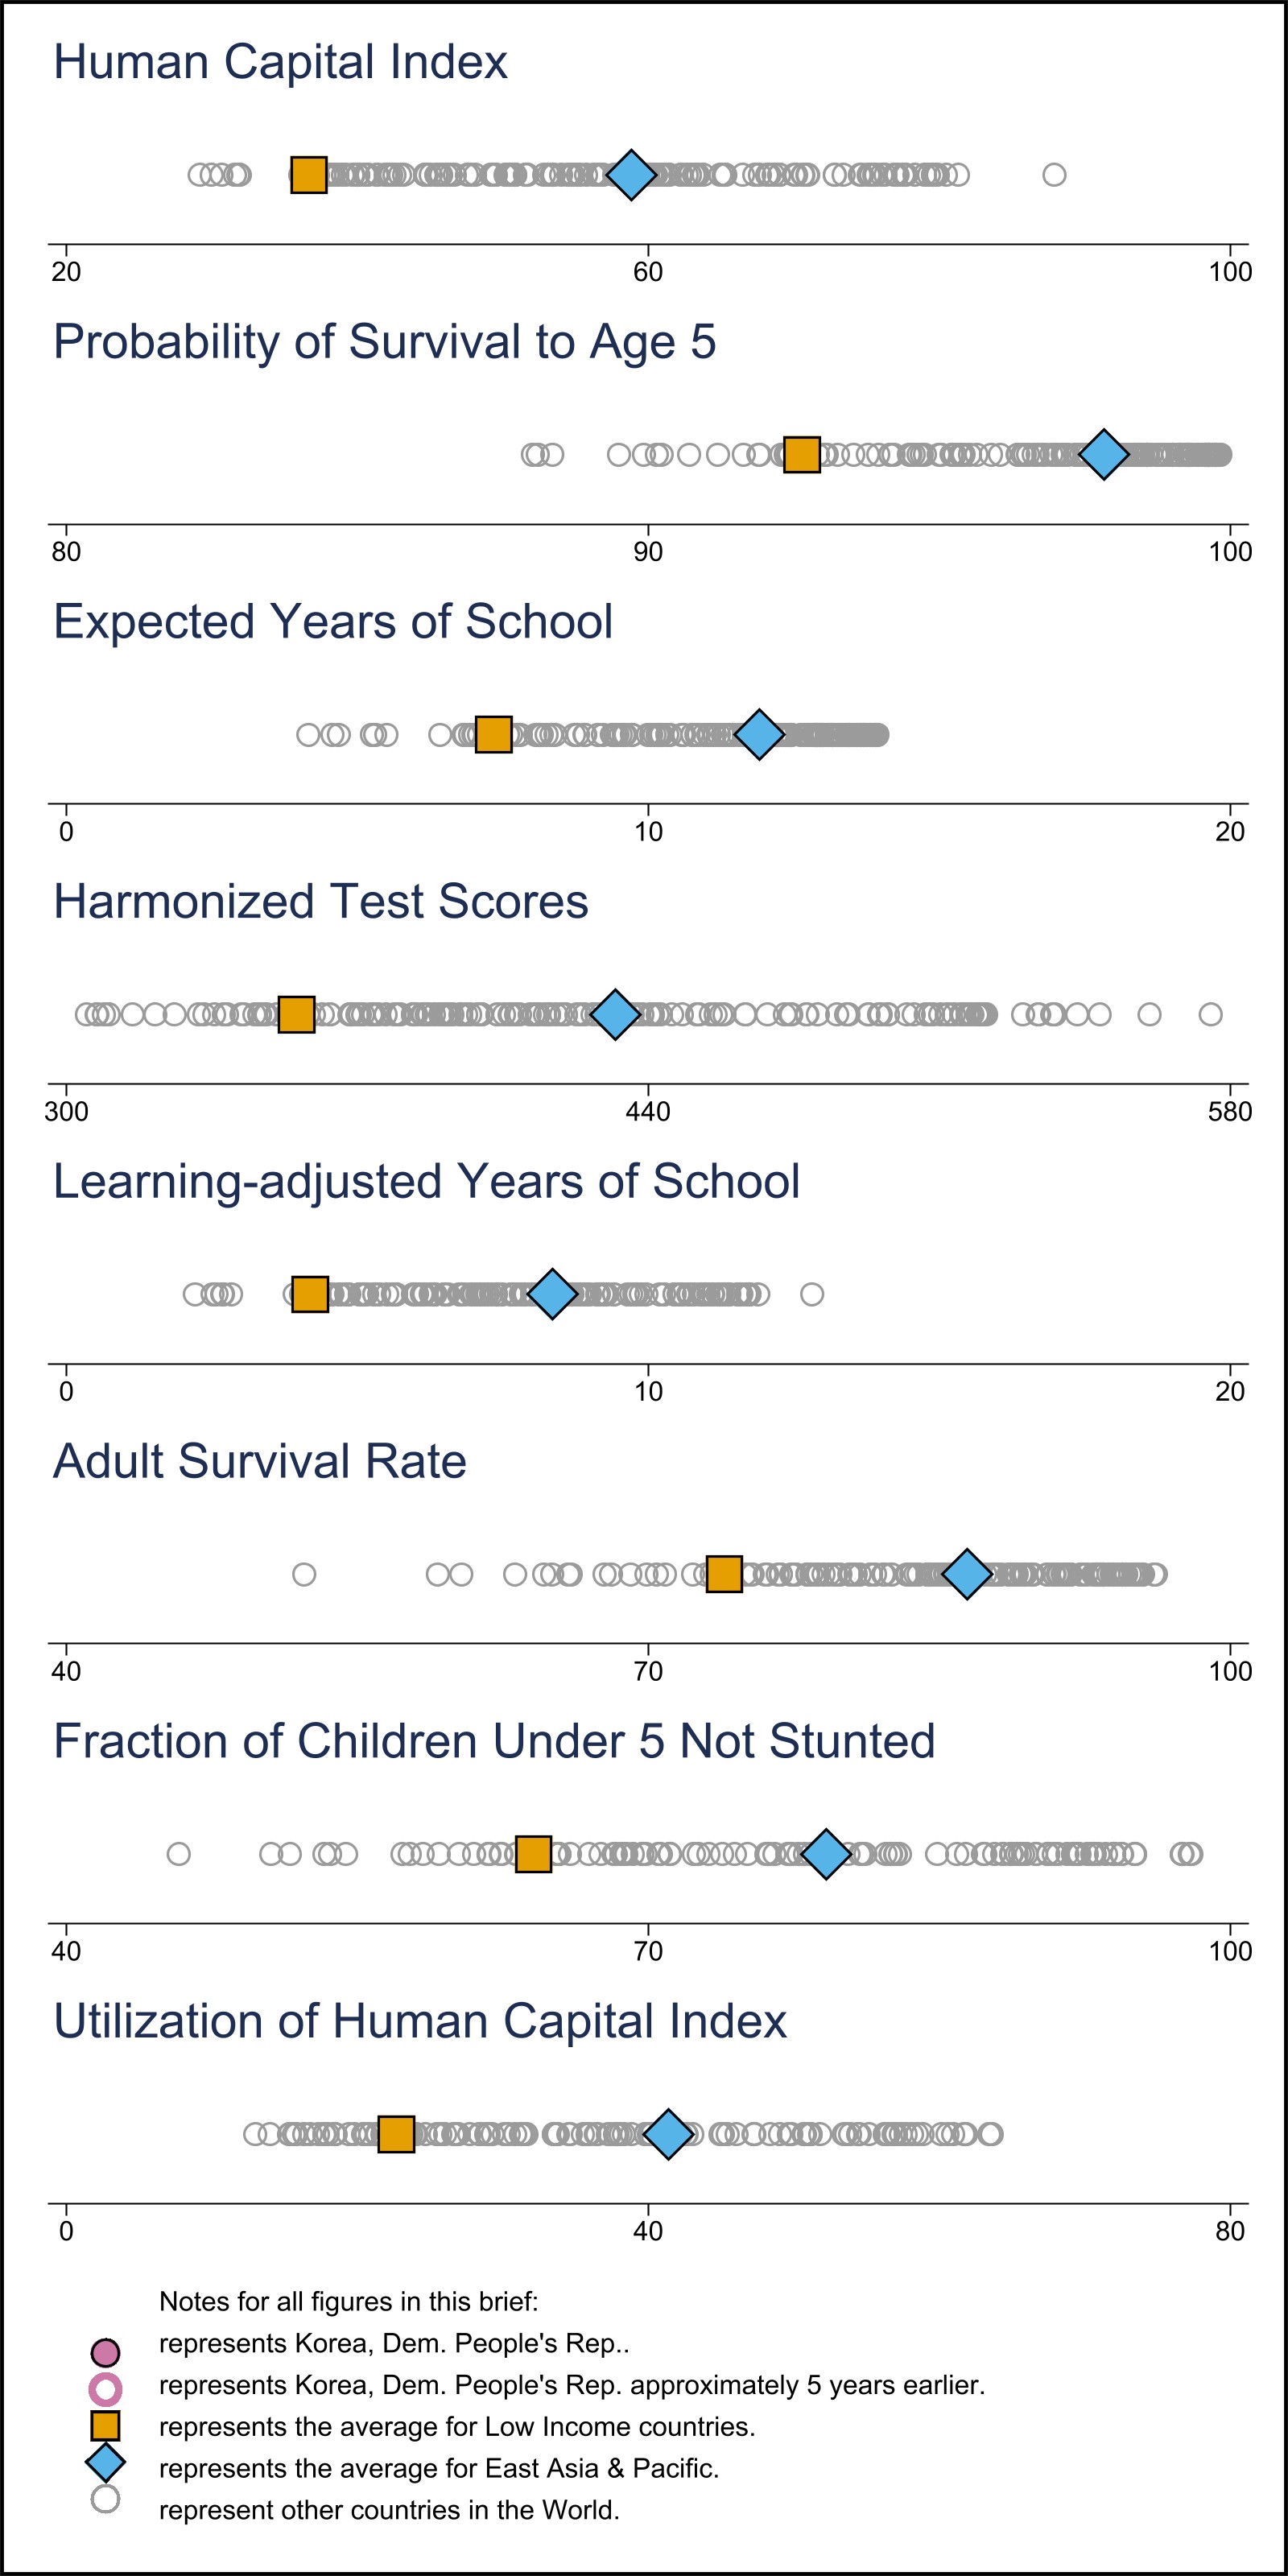 Human Capital Index
20 60 100
Probability of Survival to Age 5
80 90 100
Expected Years of School
0 10 20
Harmonized Test Scores
300 440 580
Learning-adjusted Years of School
0 10 20
Adult Survival Rate
40 70 100
Fraction of Children Under 5 Not Stunted
40 70 100
Utilization of Human Capital Index
0 40 80
Notes for all figures in this brief:
represents Korea, Dem. People's Rep..
represents Korea, Dem. People's Rep. approximately 5 years earlier.
represents the average for Low Income countries.
represents the average for East Asia & Pacific.
represent other countries in the World.